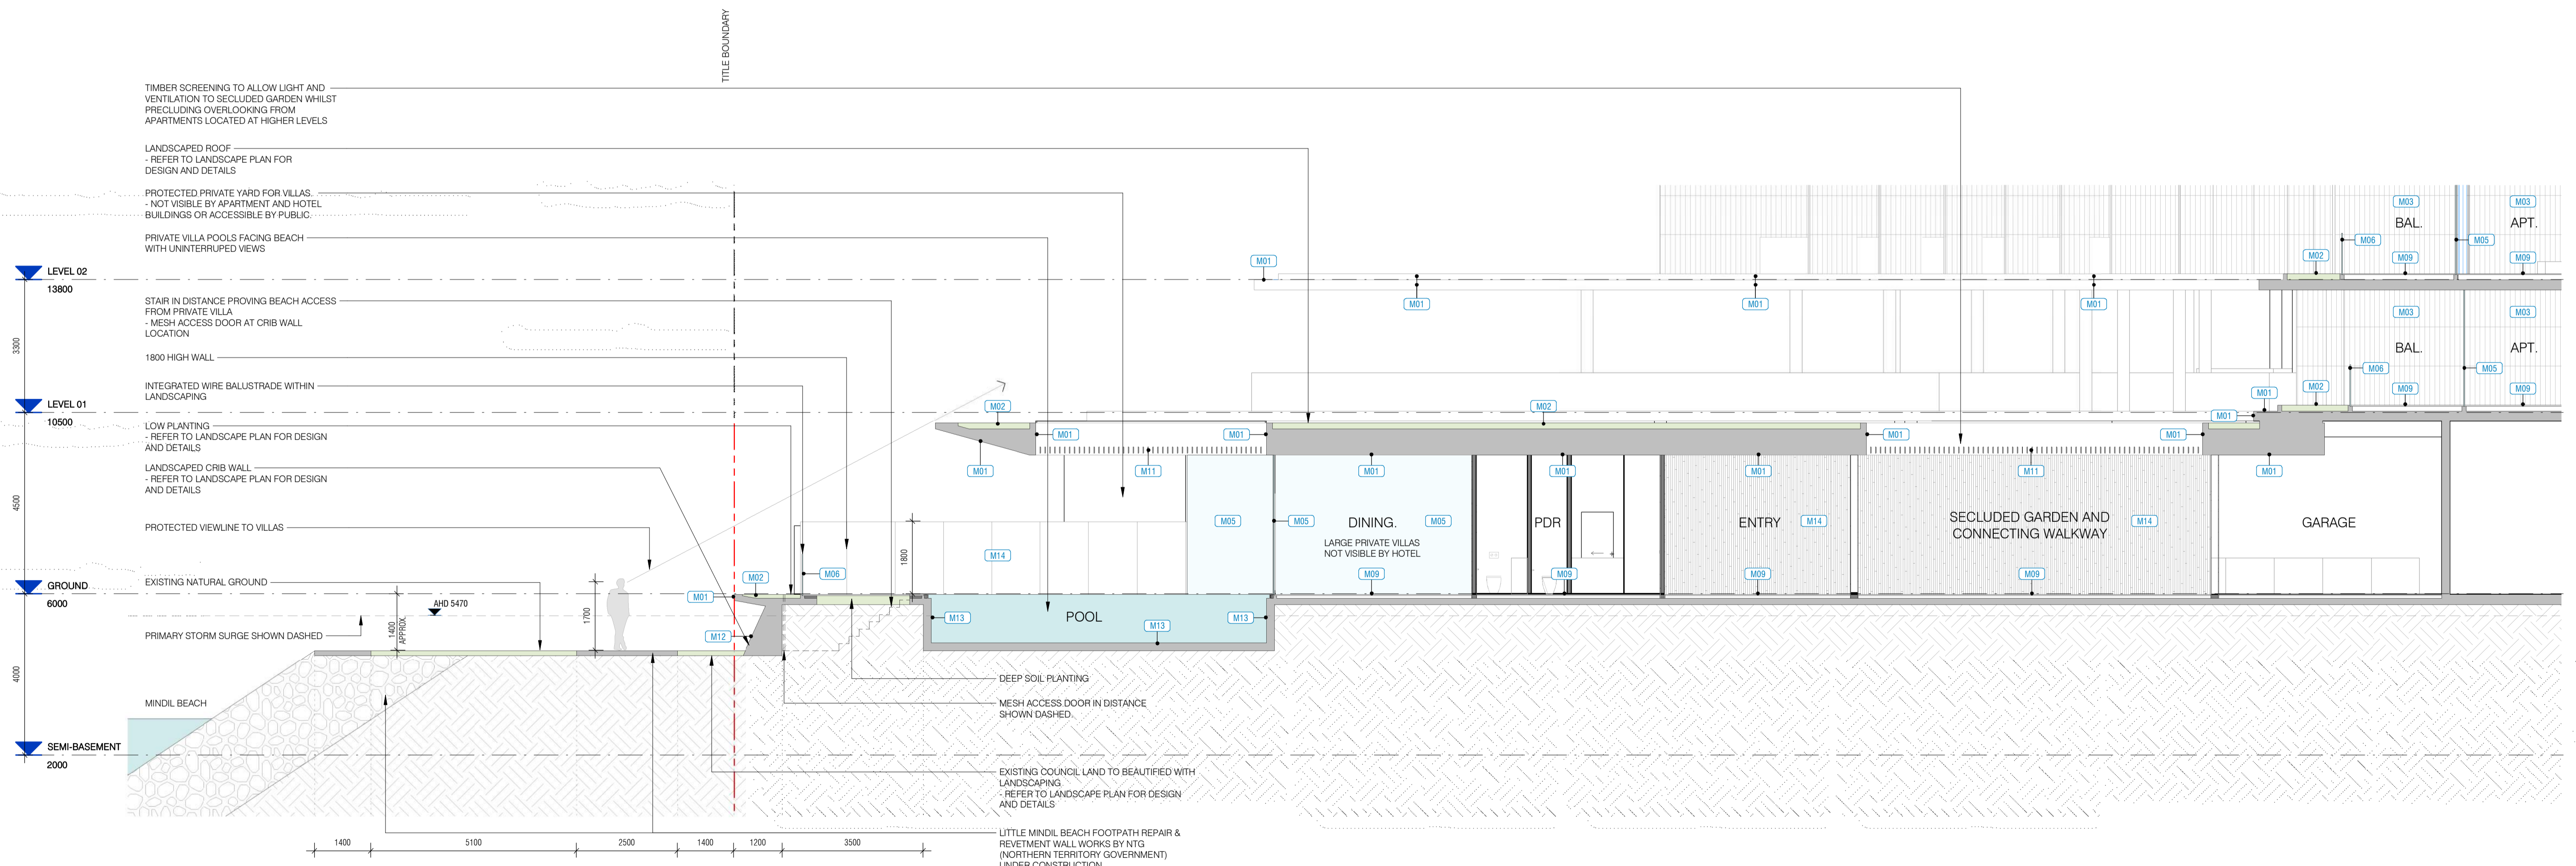 TITLE BOUNDARY
TIMBER SCREENING TO ALLOW LIGHT AND
VENTILATION TO SECLUDED GARDEN WHILST
PRECLUDING OVERLOOKING FROM
APARTMENTS LOCATED AT HIGHER LEVELS
LANDSCAPED ROOF
- REFER TO LANDSCAPE PLAN FOR
DESIGN AND DETAILS
PROTECTED PRIVATE YARD FOR VILLAS.
- NOT VISIBLE BY APARTMENT AND HOTEL
BUILDINGS OR ACCESSIBLE BY PUBLIC.
PRIVATE VILLA POOLS FACING BEACH
WITH UNINTERRUPED VIEWS
LEVEL 02
13800
STAIR IN DISTANCE PROVING BEACH ACCESS
FROM PRIVATE VILLA
- MESH ACCESS DOOR AT CRIB WALL
LOCATION
3300
1800 HIGH WALL
INTEGRATED WIRE BALUSTRADE WITHIN
LANDSCAPING
LEVEL 01
10500
LOW PLANTING
- REFER TO LANDSCAPE PLAN FOR DESIGN
AND DETAILS
LANDSCAPED CRIB WALL
- REFER TO LANDSCAPE PLAN FOR DESIGN
AND DETAILS
4500
PROTECTED VIEWLINE TO VILLAS
EXISTING NATURAL GROUND
GROUND
6000
AHD 5470
PRIMARY STORM SURGE SHOWN DASHED
1400
APPROX.
1700
4000
MINDIL BEACH
SEMI-BASEMENT
2000
M03
M03
BAL.
APT.
M06
M05
M01
M02
M09
M09
M01
M01
M01
M03
M03
BAL.
APT.
M06
M05
M09
M09
M02
M01
M01
M02
M02
M01
M01
M01
M01
M01
M11
M01
M01
M01
M11
M01
M05
M05
DINING.
M05
LARGE PRIVATE VILLAS
NOT VISIBLE BY HOTEL
PDR
ENTRY
M14
SECLUDED GARDEN AND
CONNECTING WALKWAY
M14
GARAGE
M14
1800
M06
M02
M01
M09
M09
M09
M09
M12
M13
POOL
M13
M13
DEEP SOIL PLANTING
MESH ACCESS DOOR IN DISTANCE
SHOWN DASHED.
EXISTING COUNCIL LAND TO BEAUTIFIED WITH
LANDSCAPING
- REFER TO LANDSCAPE PLAN FOR DESIGN
AND DETAILS
LITTLE MINDIL BEACH FOOTPATH REPAIR &
REVETMENT WALL WORKS BY NTG
(NORTHERN TERRITORY GOVERNMENT)
UNDER CONSTRUCTION
1400
5100
2500
1400
1200
3500